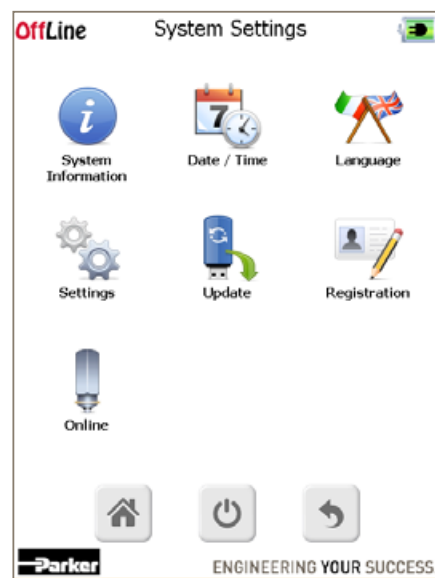 OffLine System Settings
7
i
System
Information
Date / Time
Language
Settings
Update
Registration
Online
Parker
ENGINEERING YOUR SUCCESS